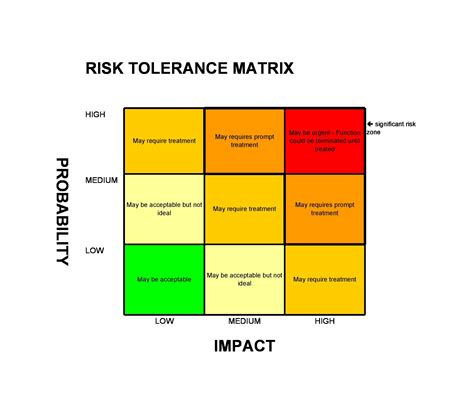 RISK TOLERANCE MATRIX
HIGH
May require treatment
May requires prompt
treatment
May be urgent - Function
could be terminated until
treated
🡸 significant risk
zone
PROBABILITY
MEDIUM
May be acceptable but not
ideal
May require treatment
May requires prompt
treatment
LOW
May be acceptable
May be acceptable but not
ideal
May require treatment
LOW
MEDIUM
HIGH
IMPACT